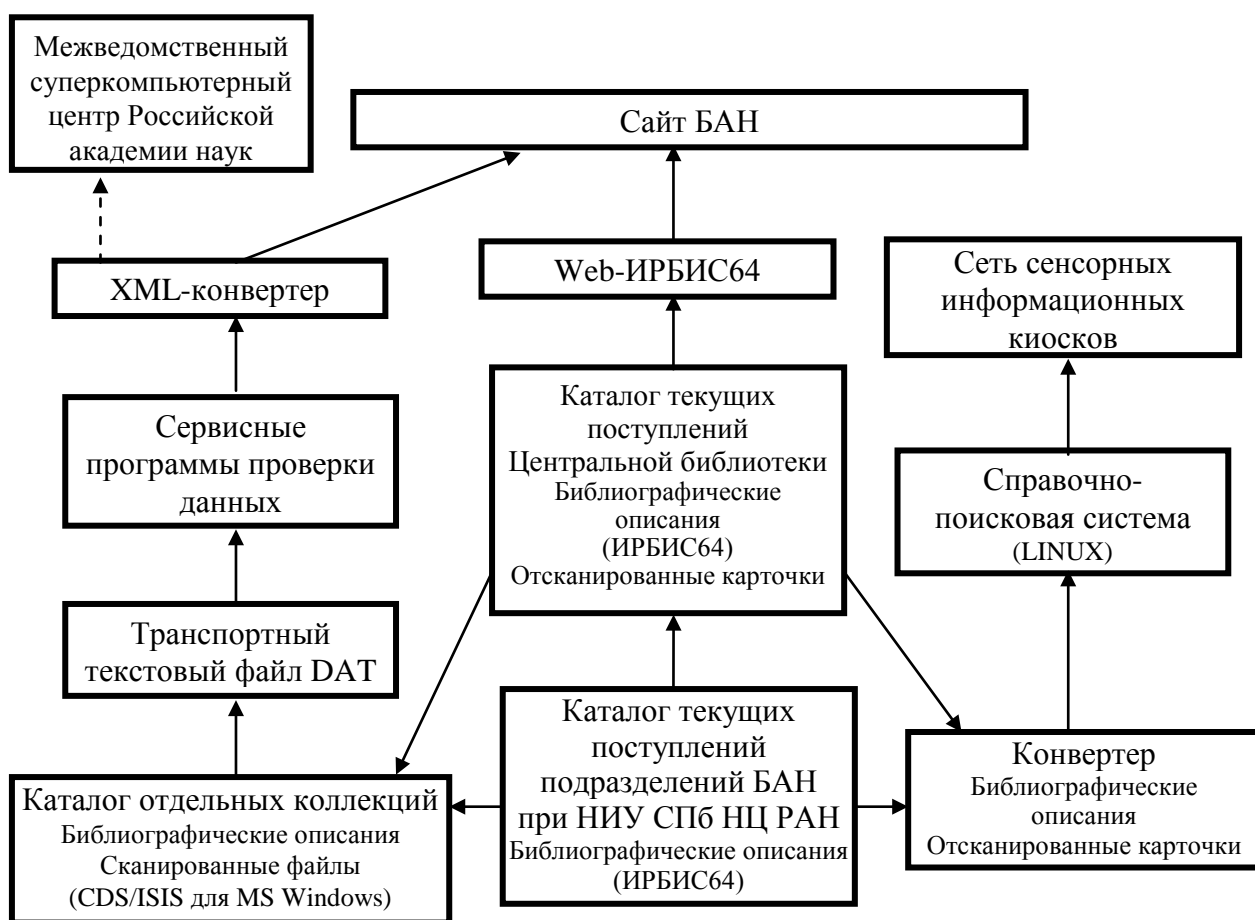 Межведомственный
суперкомпьютерный
центр Российской
академии наук
Сайт БАН
XML-конвертер
Web-ИРБИС64
Сеть сенсорных
информационных
киосков
Сервисные
программы проверки
данных
Каталог текущих
поступлений
Центральной библиотеки
Библиографические
описания
(ИРБИС64)
Отсканированные карточки
Справочно-
поисковая система
(LINUX)
Транспортный
текстовый файл DAT
Каталог текущих
поступлений
подразделений БАН
при НИУ СПб НЦ РАН
Библиографические описания
(ИРБИС64)
Каталог отдельных коллекций
Библиографические описания
Сканированные файлы
(CDS/ISIS для MS Windows)
Конвертер
Библиографические
описания
Отсканированные карточки